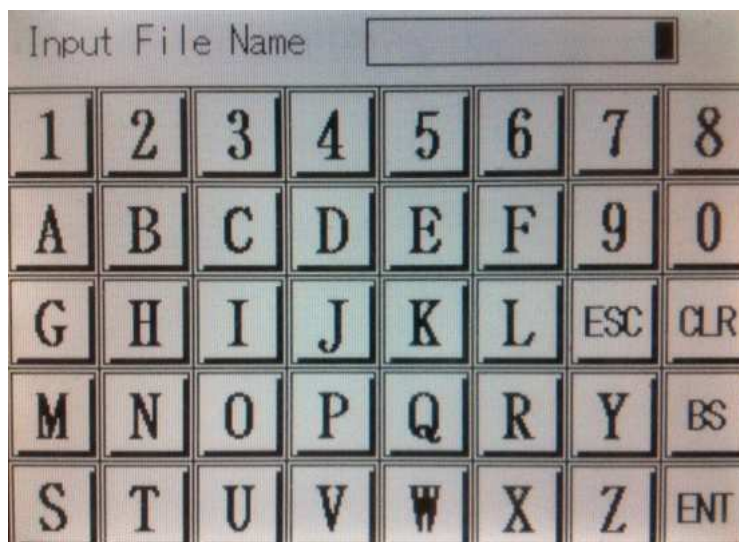 Input File Name
1 2 3 4 5 6 7 8
A B C D E F 9 0
G H I J K L ESC CLR
M N O P Q R Y BS
S T U V W X Z ENT